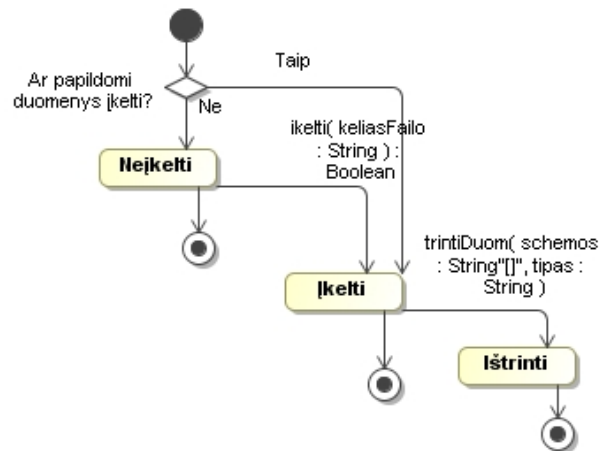 Taip
Ar papildomi
duomenys įkelti?
Ne
ikelti( keliasFailo
: String ) :
Boolean
Neįkelti
trintiDuom( schemos
: String"[]", tipas :
String )
Įkelti
Ištrinti